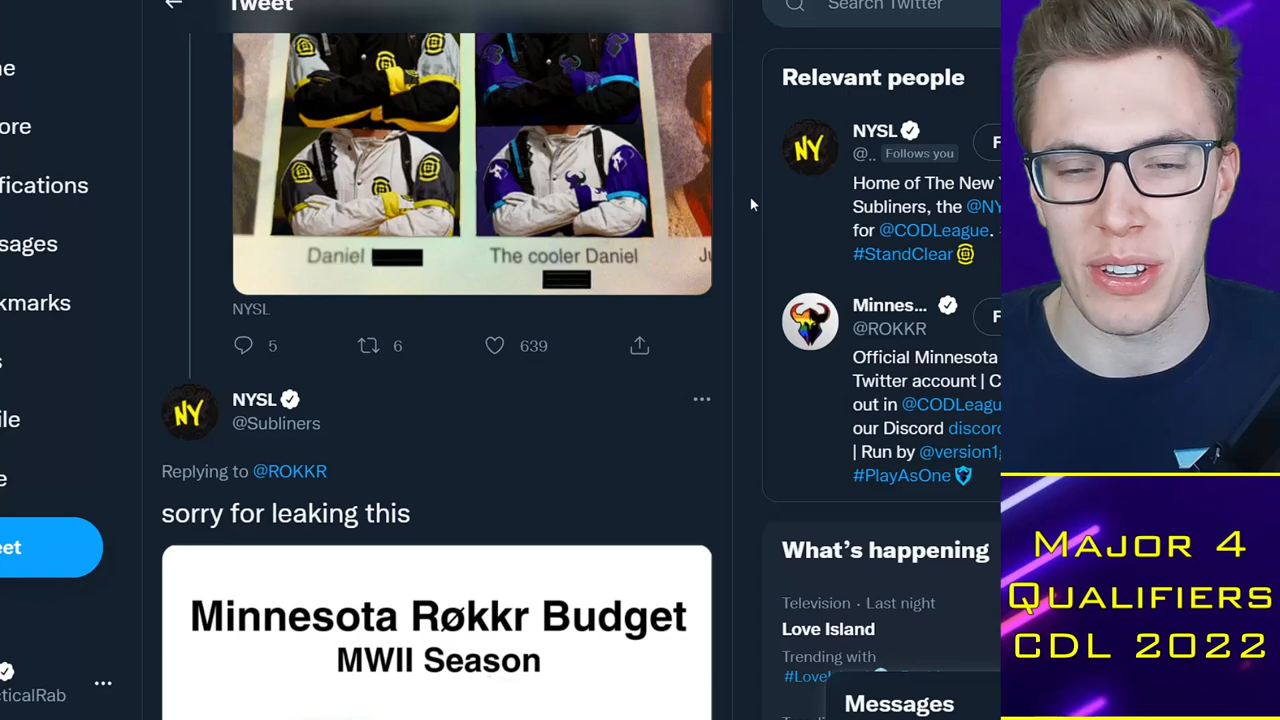 Tweet
Search Twitter
Relevant people
NYSL
@.. Follows you
Home of The New
Subliners, the @NY
for @CODLeague.
#StandClear
Minnes...
@ROKKR
Official Minnesota
Twitter account | C
out in @CODLeagu
our Discord discord
| Run by @version1
#PlayAsOne
What's happening
Television · Last night
Love Island
Trending with
Messages
ne
ore
fications
sages
kmarks
s
ile
e
eet
cticalRab
Daniel
The cooler Daniel
Ju
NYSL
5
6
639
NY
NYSL
@Subliners
Replying to @ROKKR
sorry for leaking this
Minnesota Røkkr Budget
MWII Season
MAJOR 4
QUALIFIERS
CDL 2022